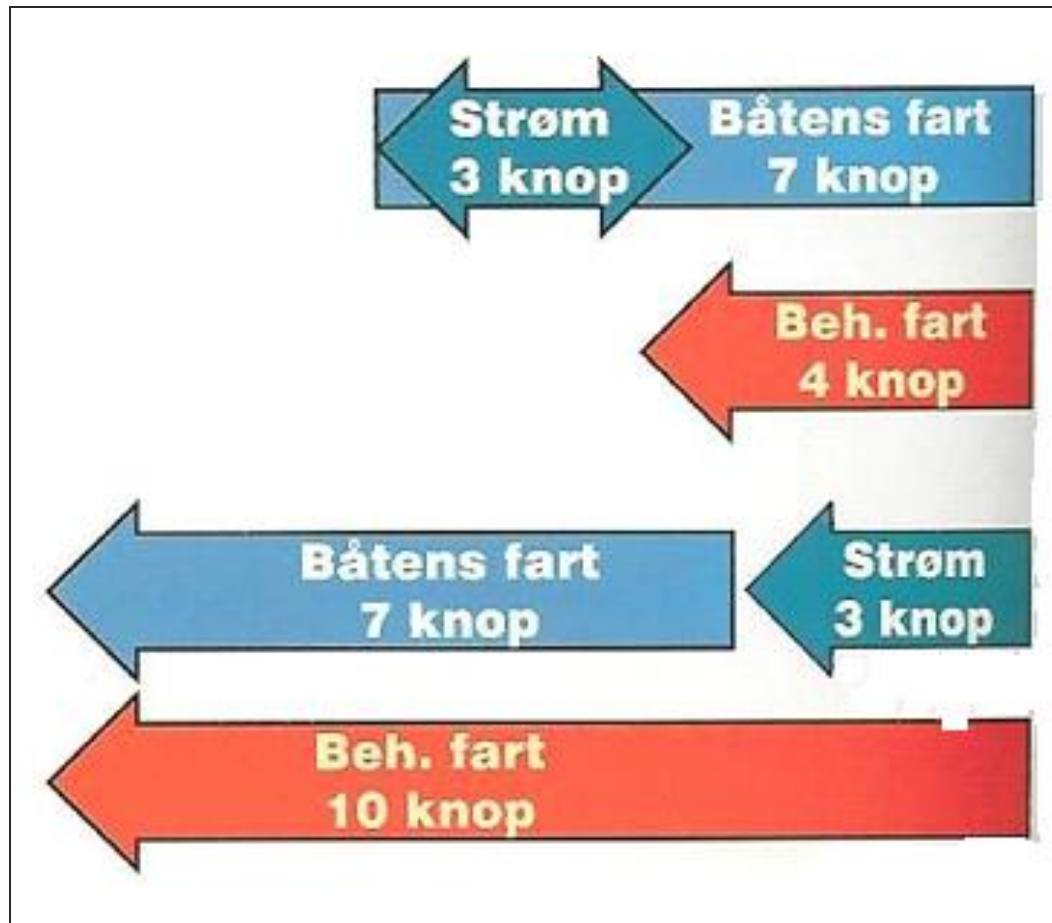 Strøm
3 knop
Båtens fart
7 knop
Beh. fart
4 knop
Båtens fart
7 knop
Strøm
3 knop
Beh. fart
10 knop